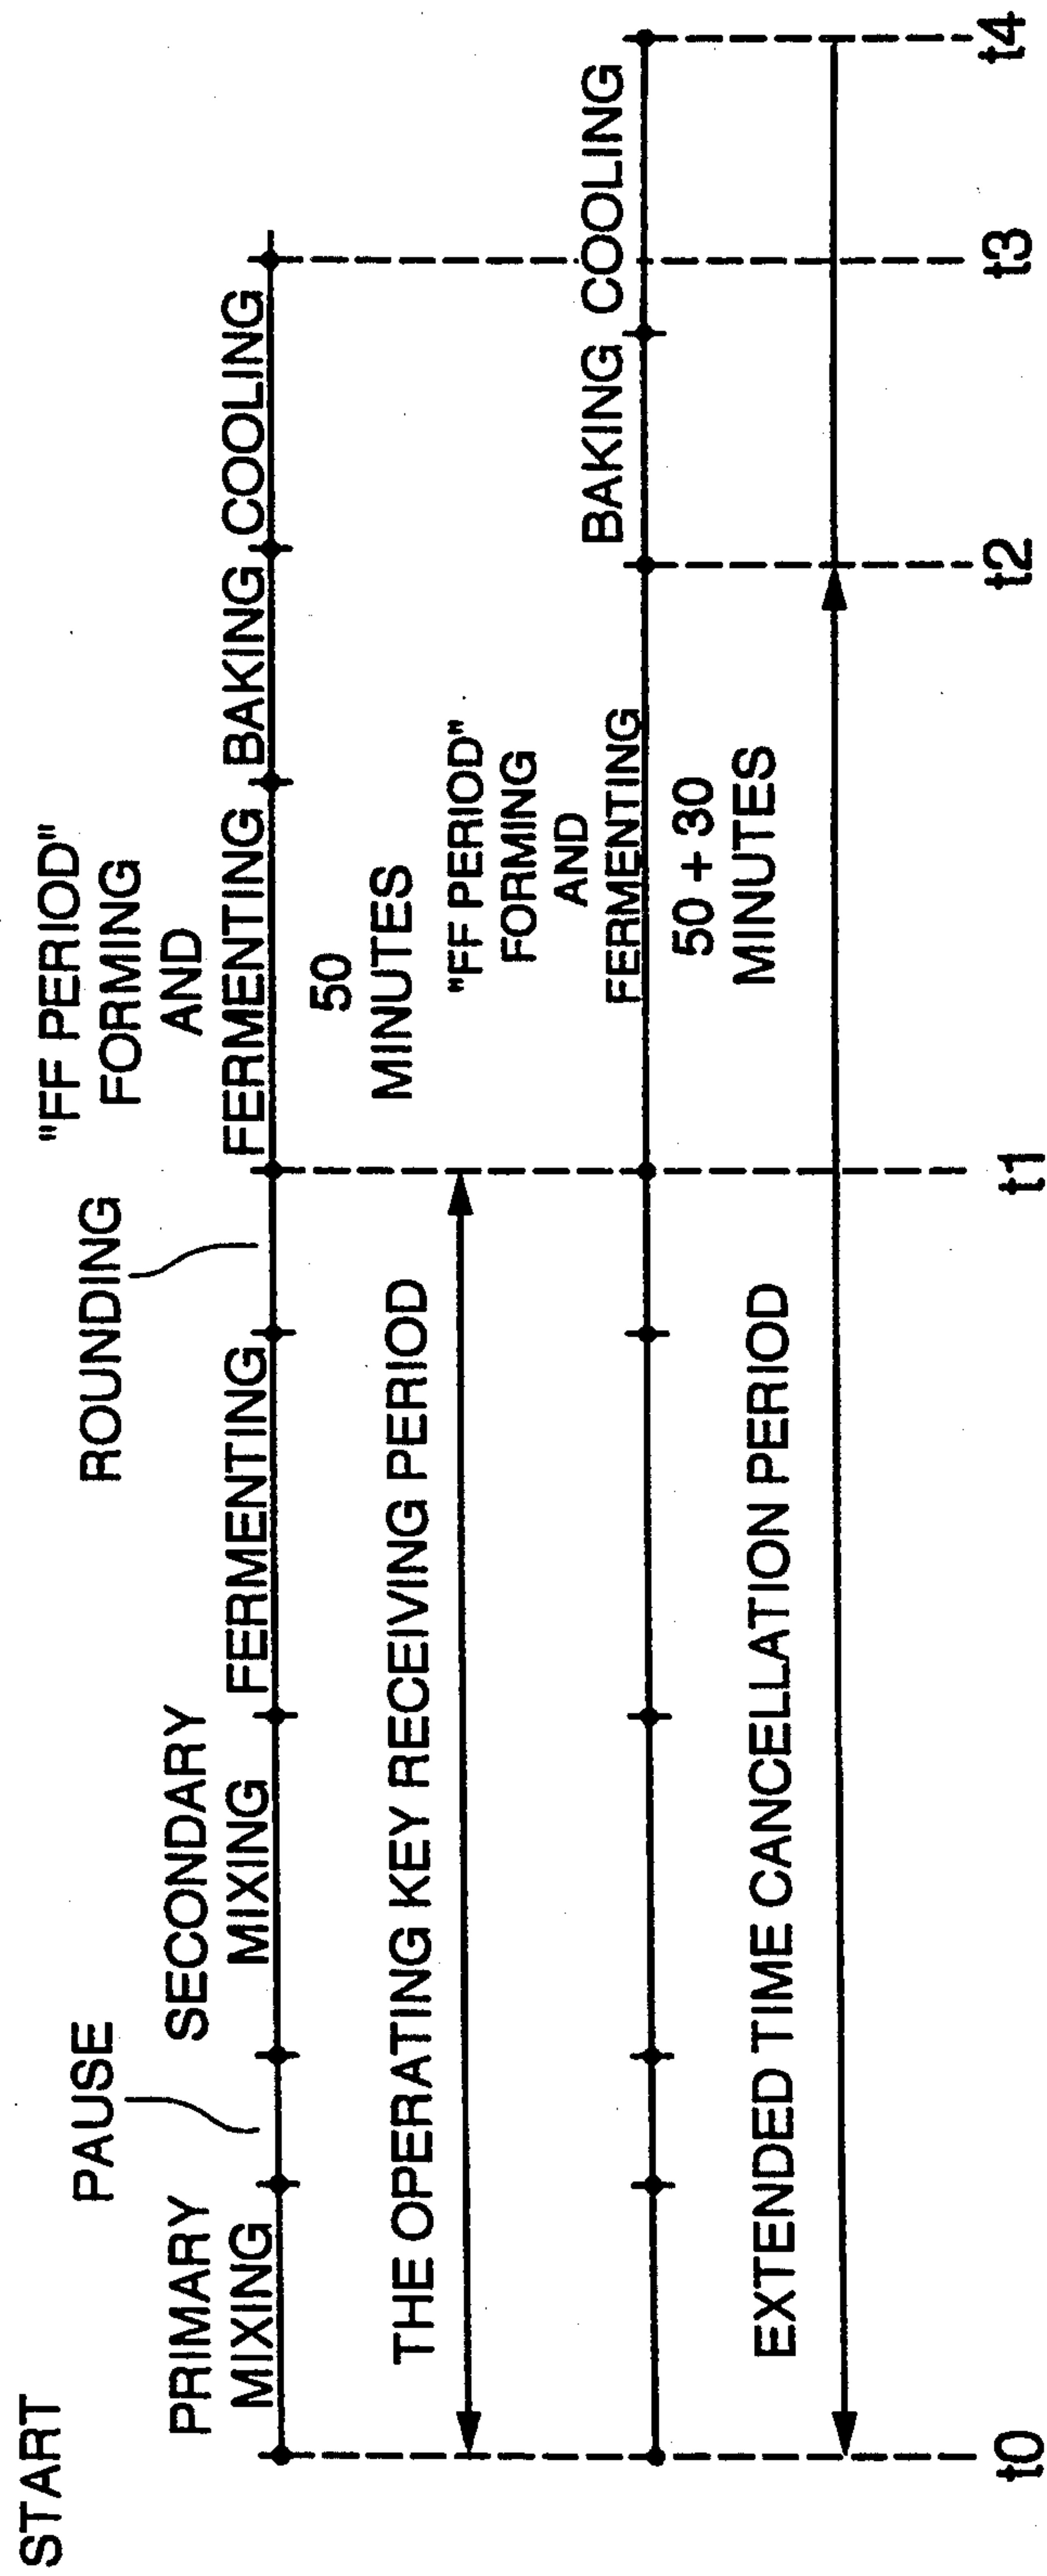 START
PRIMARY
MIXING
PAUSE
SECONDARY
MIXING
FERMENTING
ROUNDING
"FF PERIOD"
FORMING
AND
FERMENTING
BAKING
COOLING
50
MINUTES
THE OPERATING KEY RECEIVING PERIOD
"FF PERIOD"
FORMING
AND
FERMENTING
50 + 30
MINUTES
BAKING
COOLING
EXTENDED TIME CANCELLATION PERIOD
t0
t1
t2
t3
t4